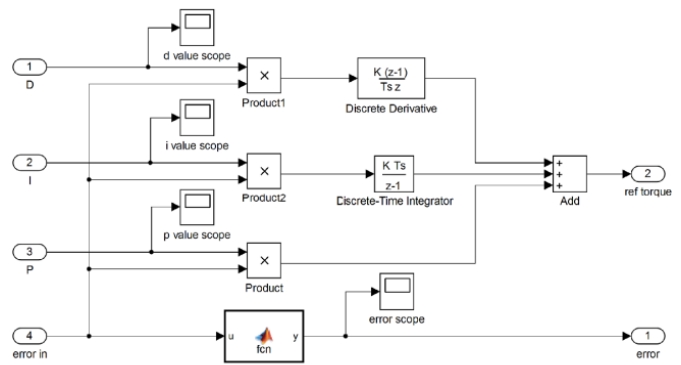 d value scope
1
D
×
Product1
K (z-1)
Ts z
Discrete Derivative
i value scope
2
I
×
Product2
K Ts
z-1
Discrete-Time Integrator
+
+
+
Add
2
ref torque
p value scope
3
P
×
Product
error scope
4
error in
u
fcn
y
1
error